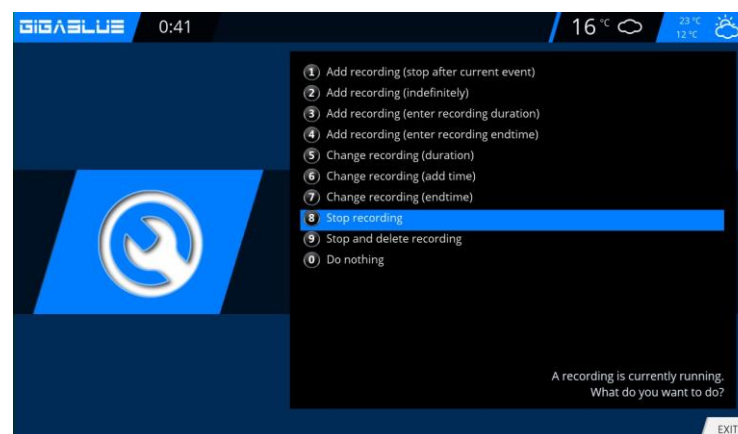 GIGABLUE 0:41 16 °C 23 °C
12 °C
1 Add recording (stop after current event)
2 Add recording (indefinitely)
3 Add recording (enter recording duration)
4 Add recording (enter recording endtime)
5 Change recording (duration)
6 Change recording (add time)
7 Change recording (endtime)
8 Stop recording
9 Stop and delete recording
0 Do nothing
A recording is currently running.
What do you want to do?
EXIT